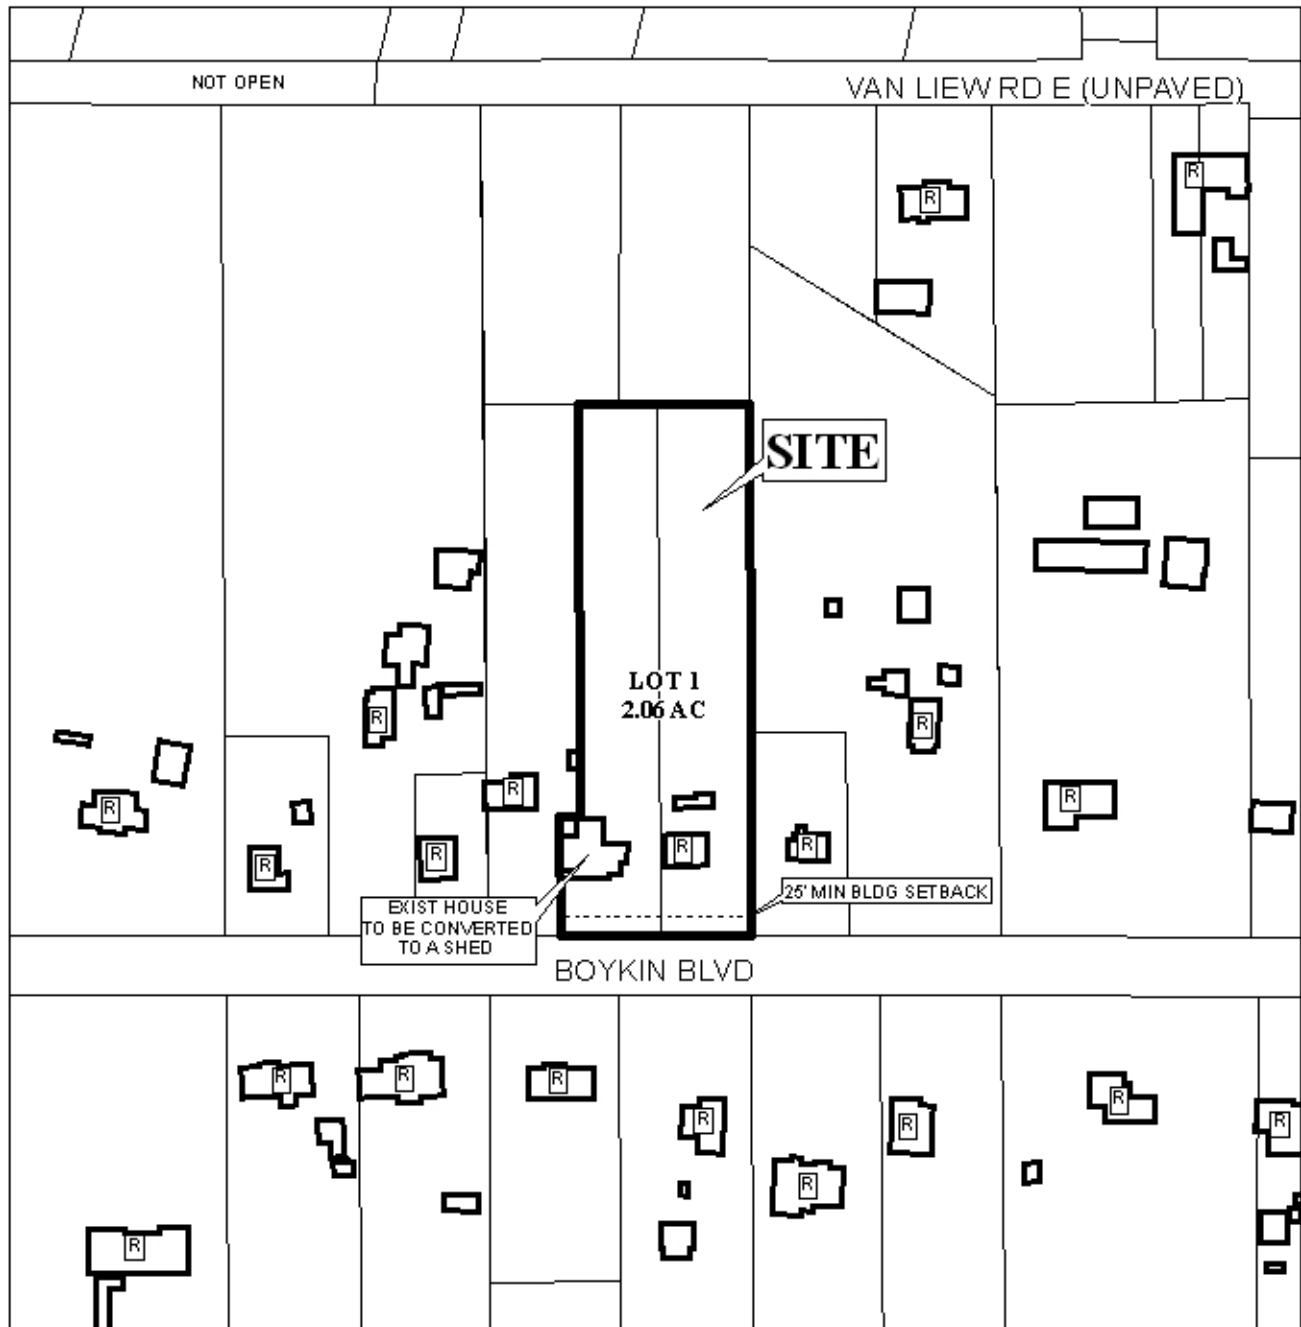 NOT OPEN
VAN LIEW RD E (UNPAVED)
R
R
SITE
LOT 1
2.06 AC
R
R
R
R
R
R
R
R
R
25' MIN BLDG SETBACK
EXIST HOUSE
TO BE CONVERTED
TO A SHED
BOYKIN BLVD
R
R
R
R
R
R
R
R
R